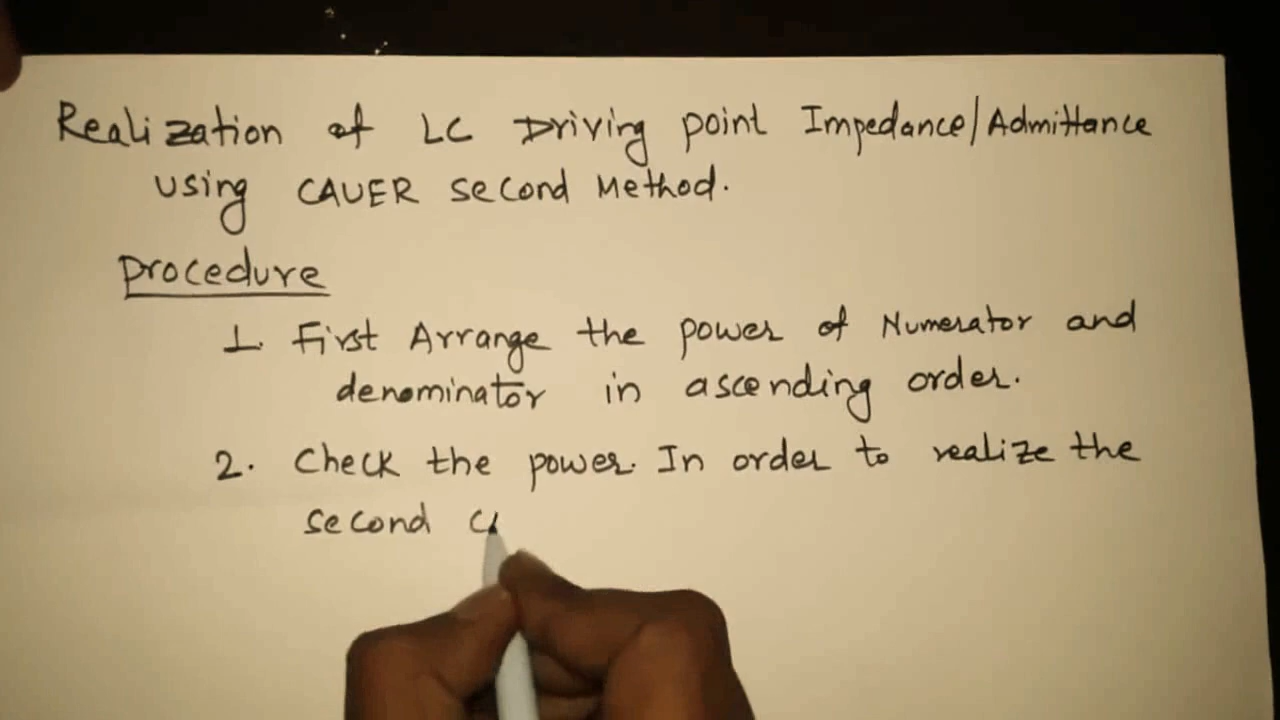 Realization of LC Driving point Impedance/Admittance
using CAUER second Method.
Procedure
1. First Arrange the power of Numerator and
denominator in ascending order.
2. Check the power. In order to realize the
second